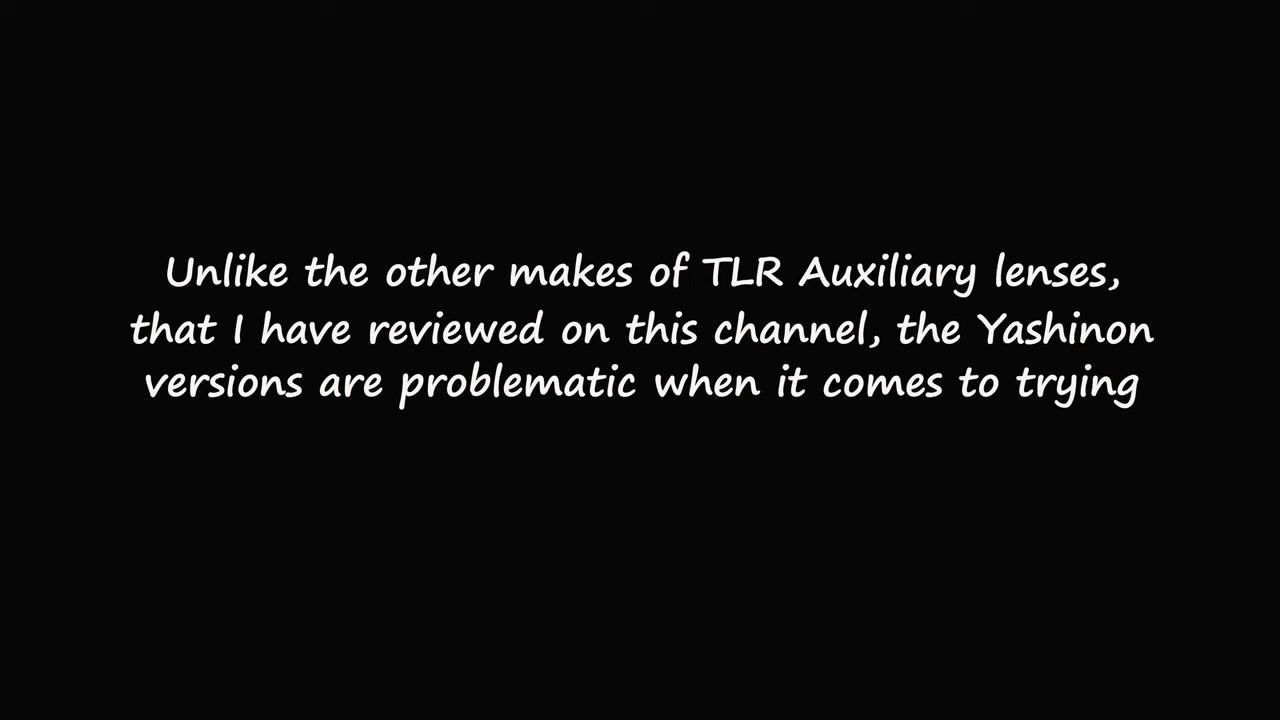 Unlike the other makes of TLR Auxiliary lenses,
that I have reviewed on this channel, the Yashinon
versions are problematic when it comes to trying